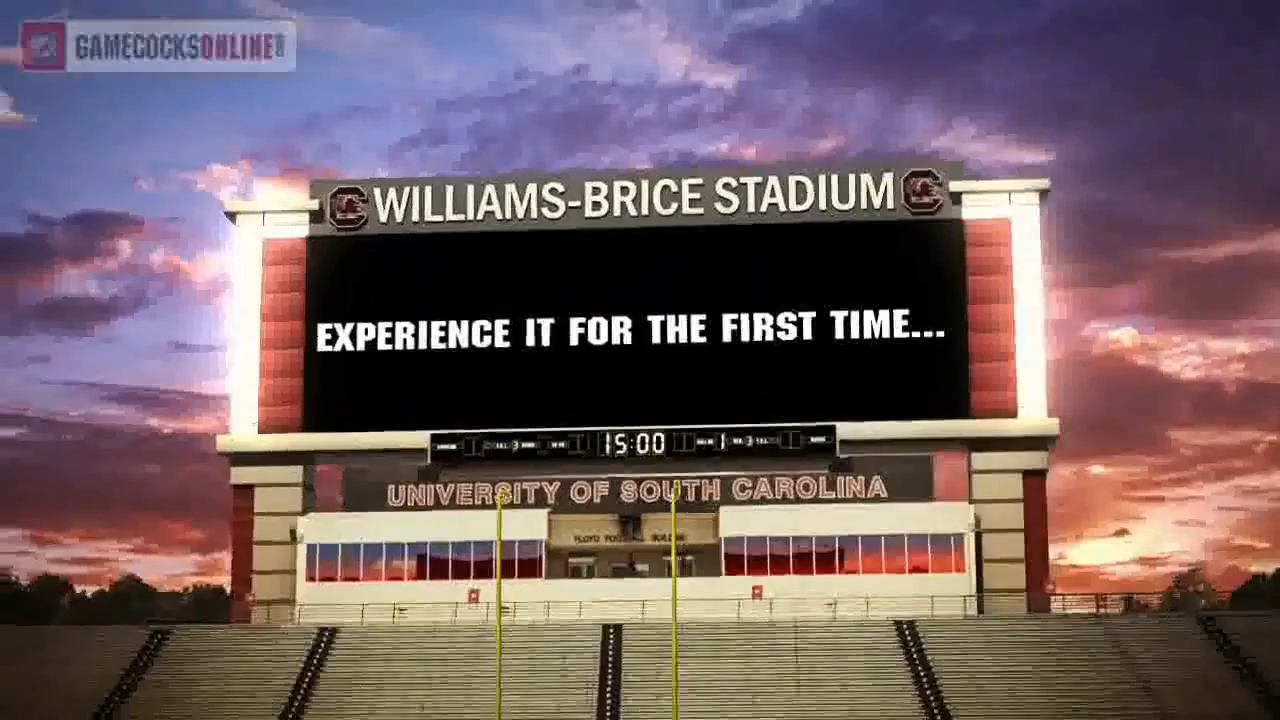 GAMECOCKSONLINE
WILLIAMS-BRICE STADIUM
EXPERIENCE IT FOR THE FIRST TIME...
15:00
UNIVERSITY OF SOUTH CAROLINA